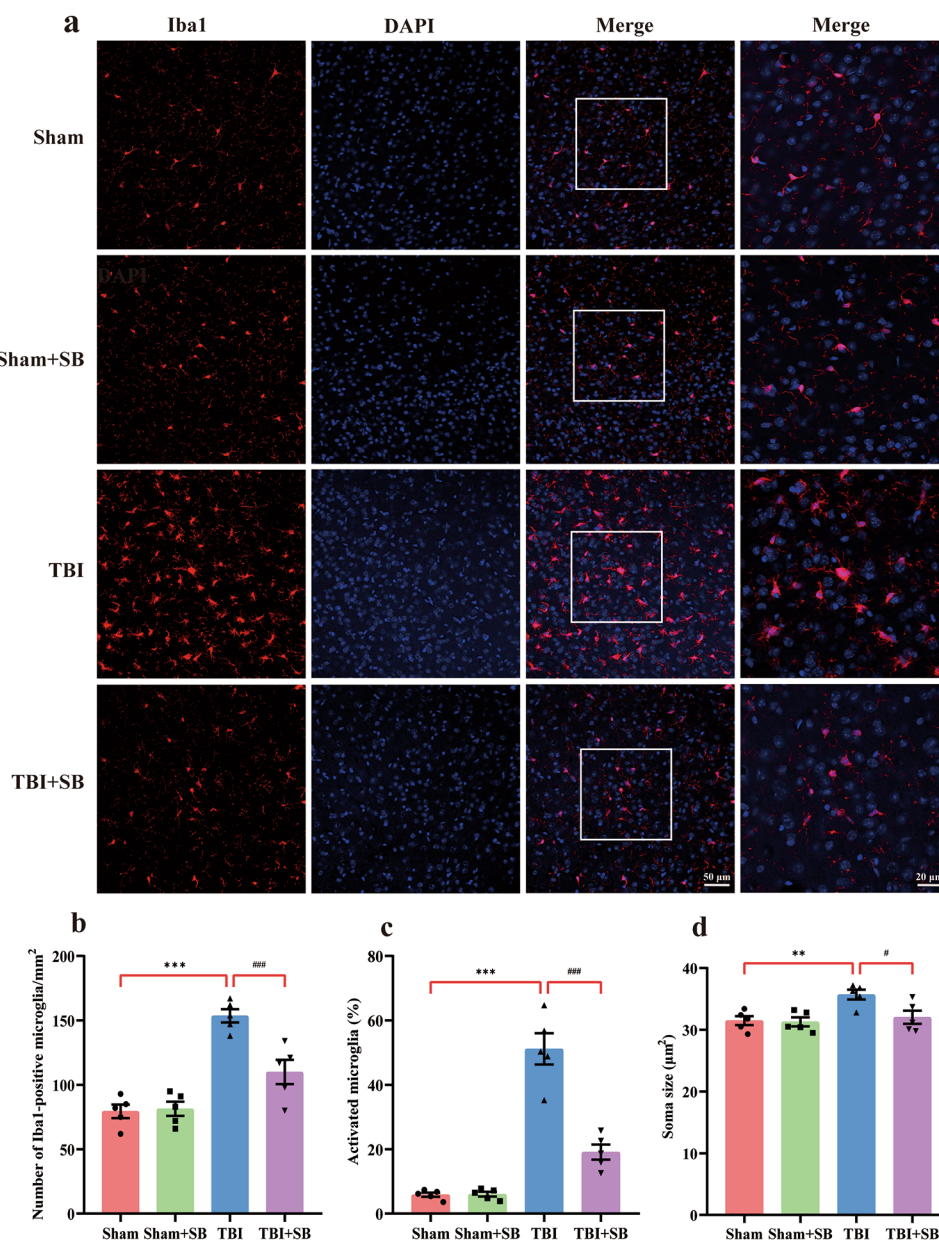 a
Iba1 DAPI Merge Merge
Sham
DAPI
Sham+SB
TBI
TBI+SB
50 μm
20 μm
b
Number of Iba1-positive microglia/mm²
200
150
100
50
0
***
###
Sham Sham+SB TBI TBI+SB
c
Activated microglia (%)
80
60
40
20
0
***
###
Sham Sham+SB TBI TBI+SB
d
Soma size (μm²)
40
30
20
10
0
**
#
Sham Sham+SB TBI TBI+SB